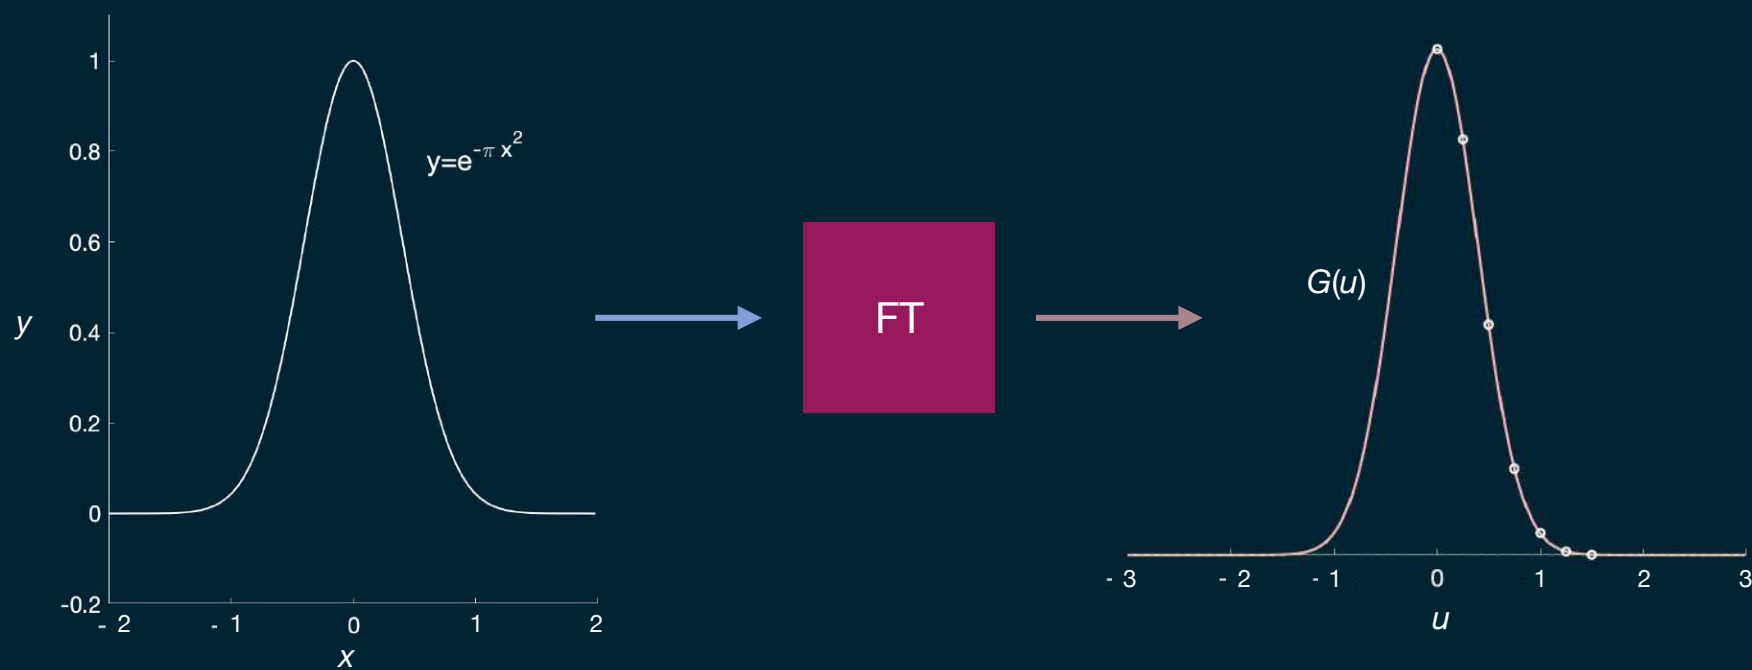 1
0.8
y=e^{-π x^2}
0.6
y
0.4
0.2
0
-0.2
- 2 - 1 0 1 2
x
FT
G(u)
- 3 - 2 - 1 0 1 2 3
u